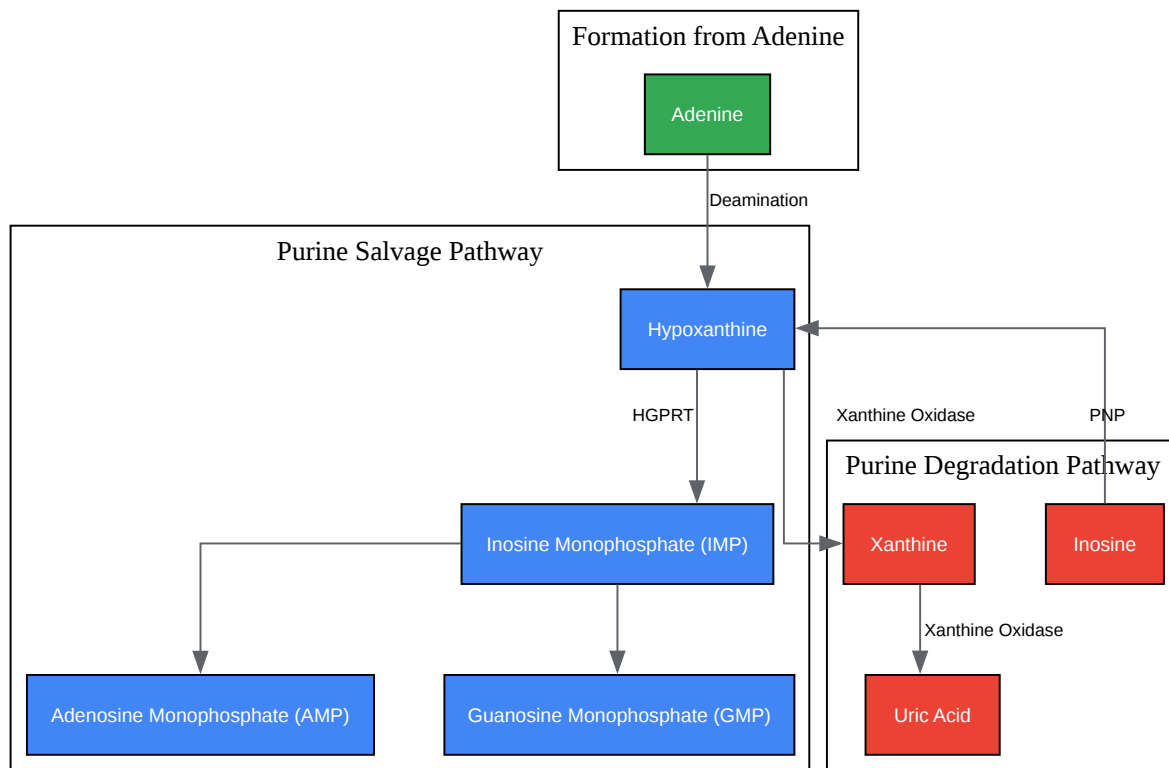 Formation from Adenine
Adenine
Deamination
Purine Salvage Pathway
Hypoxanthine
HGPRT
Xanthine Oxidase
PNP
Purine Degradation Pathway
Inosine Monophosphate (IMP)
Xanthine
Inosine
Xanthine Oxidase
Adenosine Monophosphate (AMP)
Guanosine Monophosphate (GMP)
Uric Acid